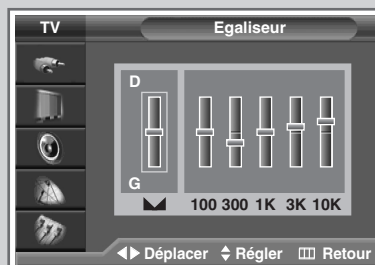 TV Egaliseur
D
G
100 300 1K 3K 10K
Déplacer Régler Retour